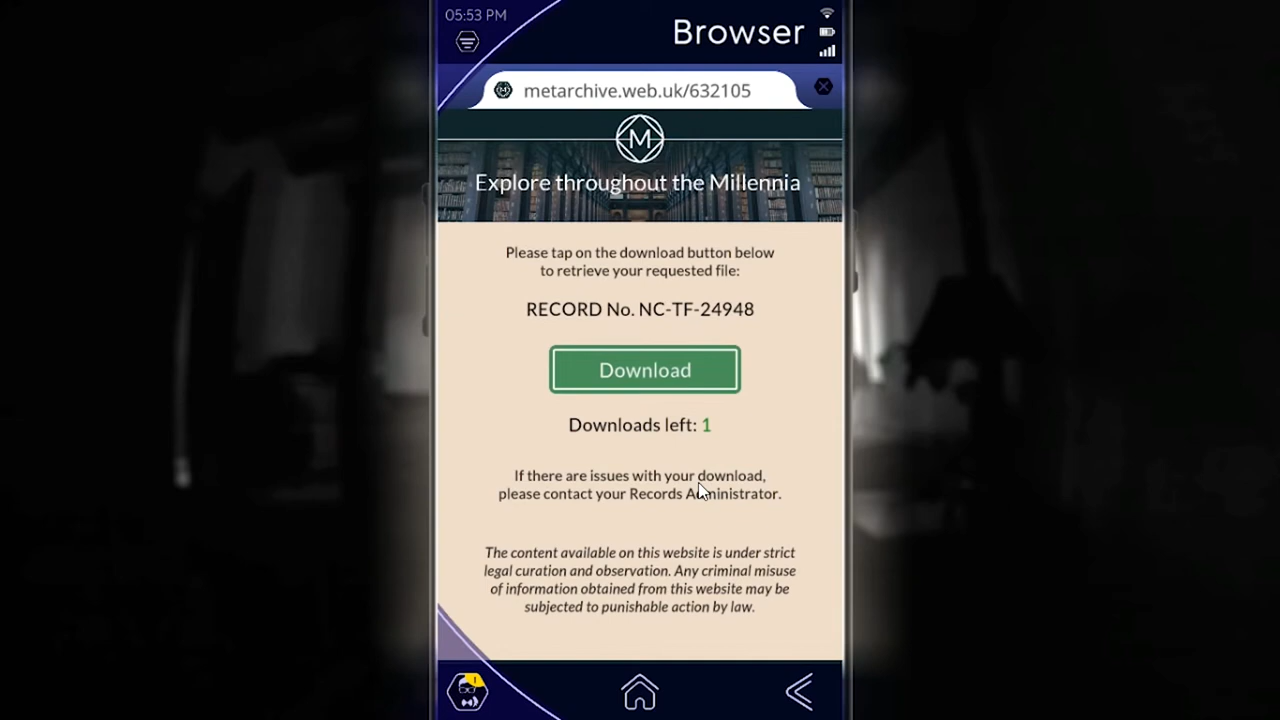 05:53 PM
Browser
metarchive.web.uk/632105
M
Explore throughout the Millennia
Please tap on the download button below
to retrieve your requested file:
RECORD No. NC-TF-24948
Download
Downloads left: 1
If there are issues with your download,
please contact your Records Administrator.
The content available on this website is under strict
legal curation and observation. Any criminal misuse
of information obtained from this website may be
subjected to punishable action by law.
!